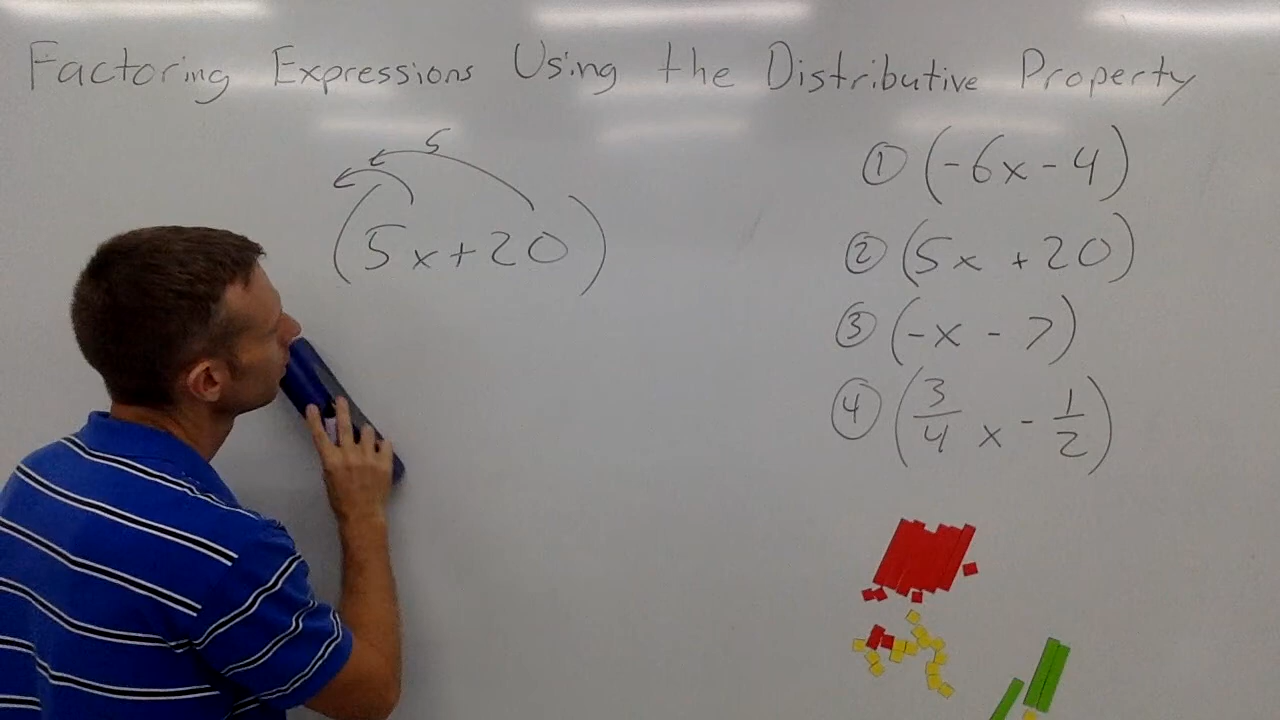 Factoring Expressions Using the Distributive Property
5
(5x+20)
① (-6x-4)
② (5x+20)
③ (-x-7)
④ (3/4 x - 1/2)